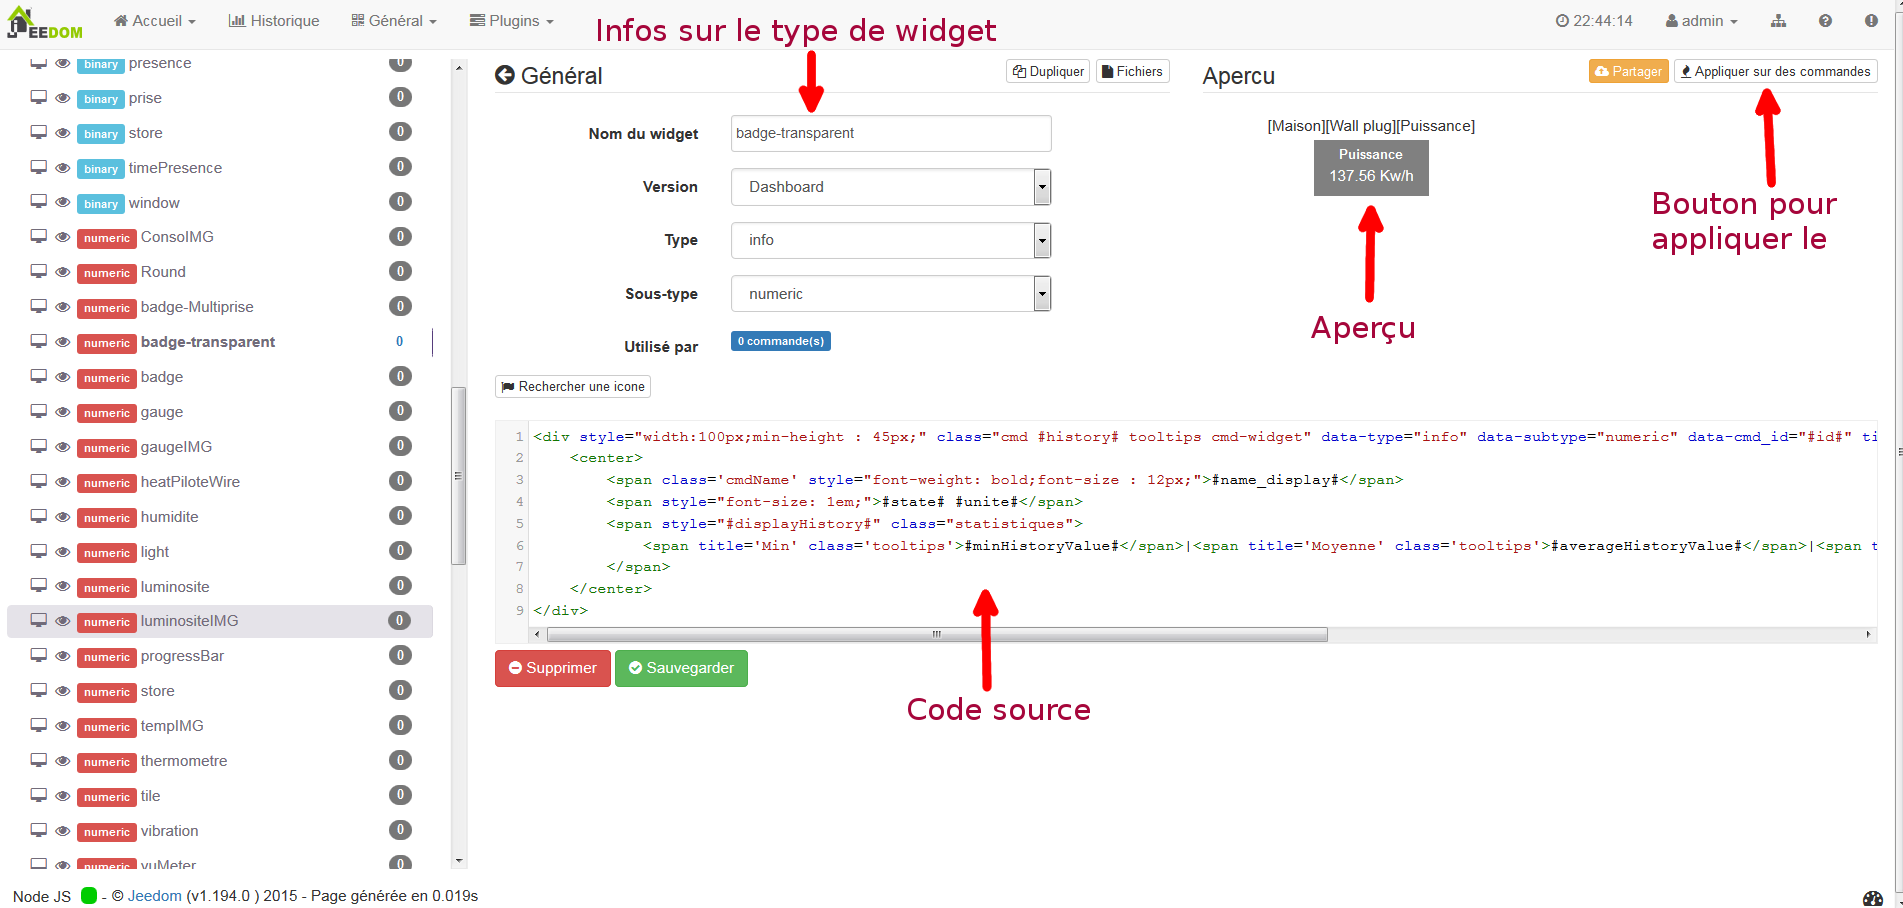 JEEDOM Accueil Historique Général Plugins 22:44:14 admin
Infos sur le type de widget
binary presence 0
binary prise 0
binary store 0
binary timePresence 0
binary window 0
numeric ConsoIMG 0
numeric Round 0
numeric badge-Multiprise 0
numeric badge-transparent 0
numeric badge 0
numeric gauge 0
numeric gaugeIMG 0
numeric heatPiloteWire 0
numeric humidite 0
numeric light 0
numeric luminosite 0
numeric luminositeIMG 0
numeric progressBar 0
numeric store 0
numeric tempIMG 0
numeric thermometre 0
numeric tile 0
numeric vibration 0
numeric vuMeter 0
Général Dupliquer Fichiers
Nom du widget badge-transparent
Version Dashboard
Type info
Sous-type numeric
Utilisé par 0 commande(s)
Rechercher une icone
Apercu Partager Appliquer sur des commandes
[Maison][Wall plug][Puissance]
Puissance
137.56 Kw/h
Aperçu
Bouton pour
appliquer le
1 <div style="width:100px;min-height : 45px;" class="cmd #history# tooltips cmd-widget" data-type="info" data-subtype="numeric" data-cmd_id="#id#" ti
2 <center>
3 <span class='cmdName' style="font-weight: bold;font-size : 12px;">#name_display#</span>
4 <span style="font-size: 1em;">#state# #unite#</span>
5 <span style="#displayHistory#" class="statistiques">
6 <span title='Min' class='tooltips'>#minHistoryValue#</span>|<span title='Moyenne' class='tooltips'>#averageHistoryValue#</span>|<span t
7 </span>
8 </center>
9 </div>
Supprimer Sauvegarder
Code source
Node JS - © Jeedom (v1.194.0 ) 2015 - Page générée en 0.019s